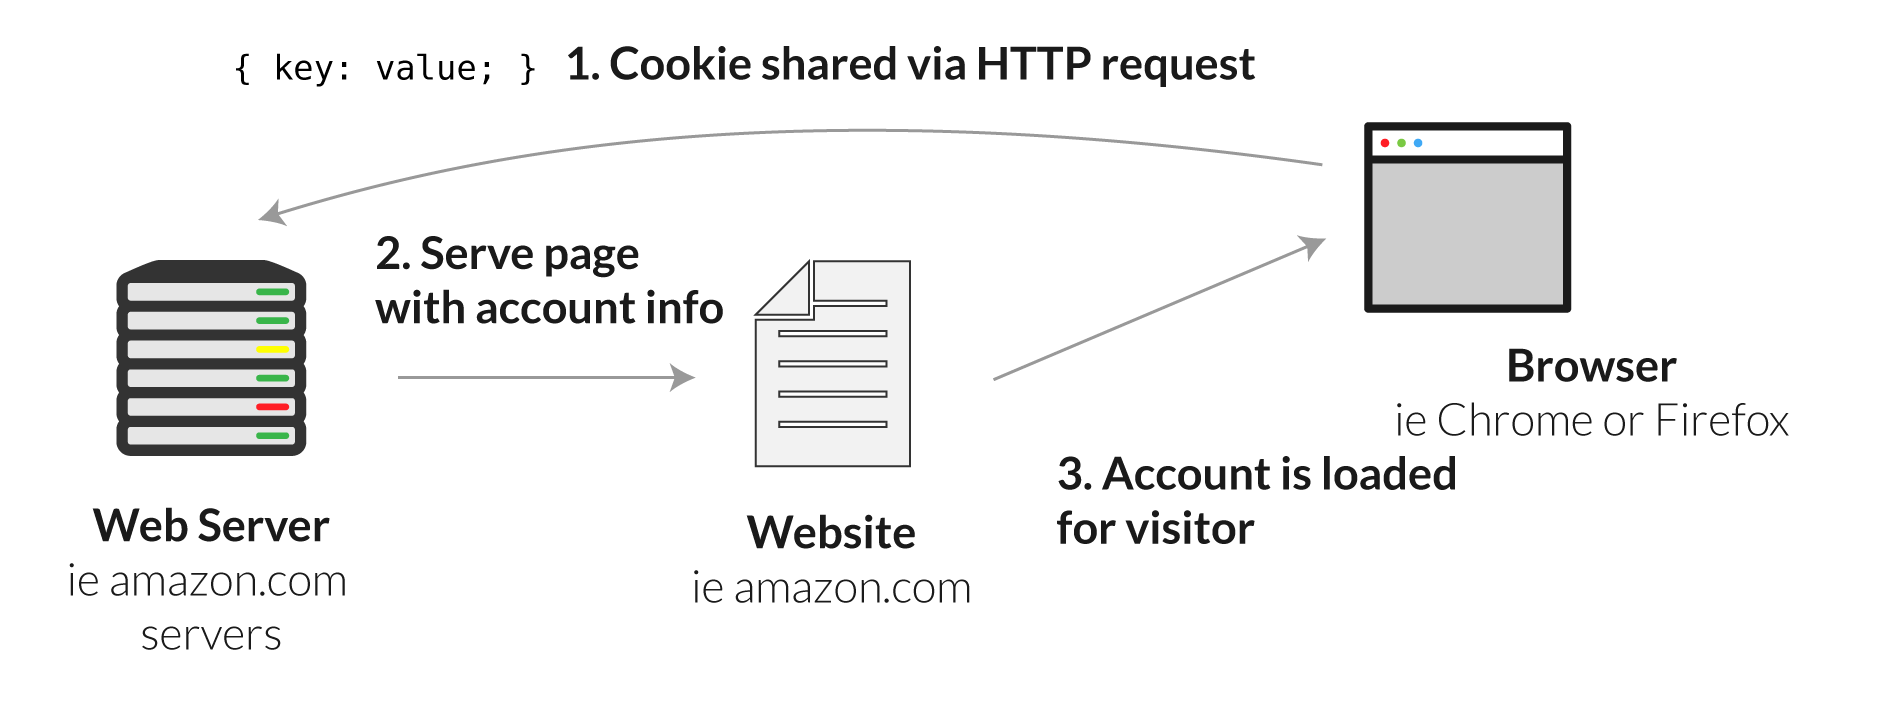 { key: value; } 1. Cookie shared via HTTP request
2. Serve page
with account info
Browser
ie Chrome or Firefox
3. Account is loaded
for visitor
Web Server
ie amazon.com
servers
Website
ie amazon.com